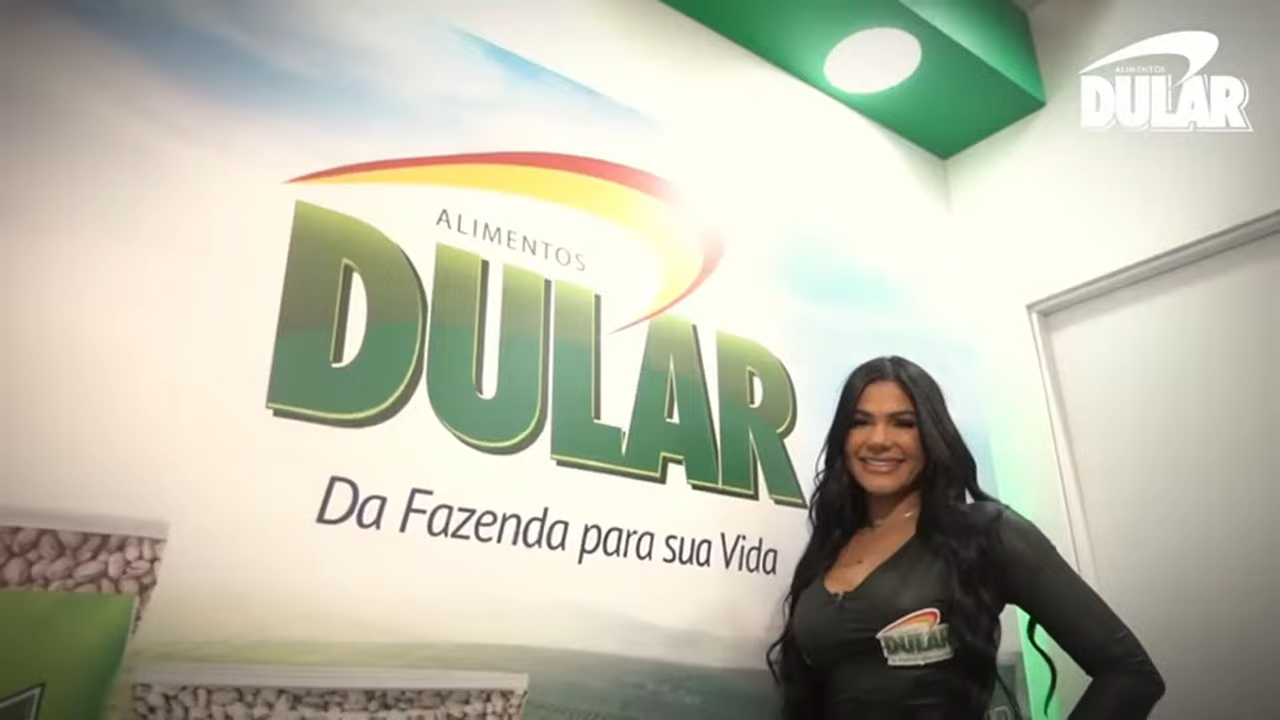 ALIMENTOS
DULAR
ALIMENTOS
DULAR
Da Fazenda para sua Vida
DULAR